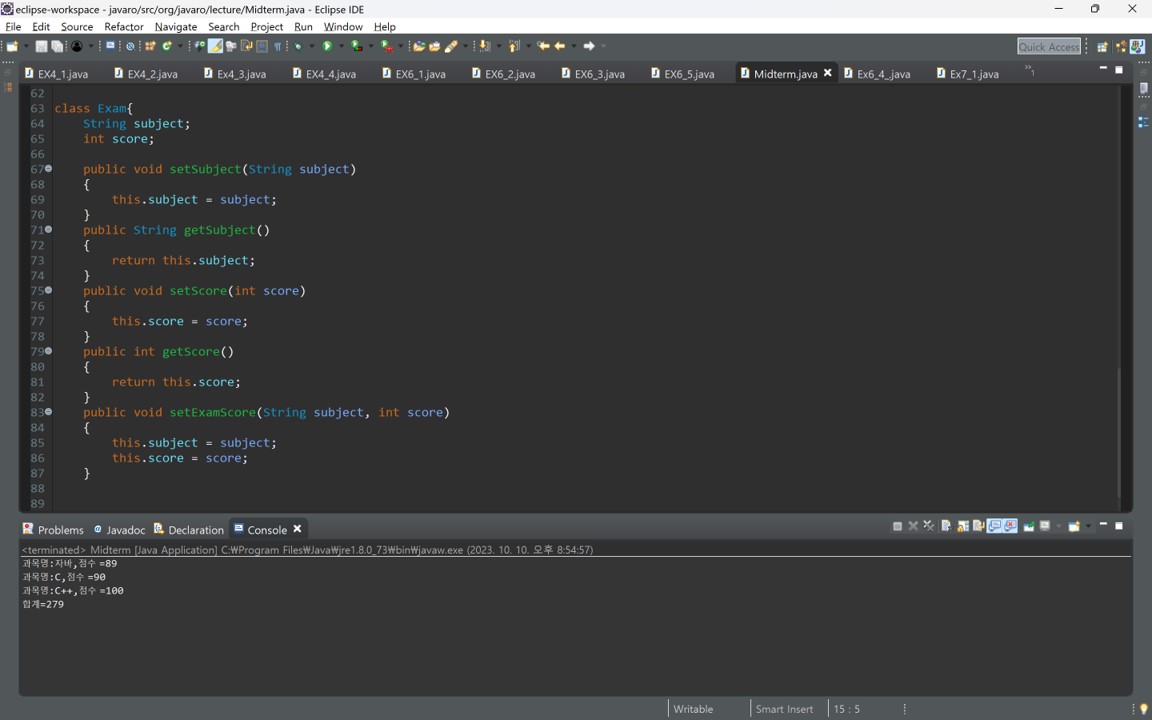 eclipse-workspace - javaro/src/org/javaro/lecture/Midterm.java - Eclipse IDE
File Edit Source Refactor Navigate Search Project Run Window Help
Quick Access
EX4_1.java EX4_2.java Ex4_3.java EX4_4.java EX6_1.java EX6_2.java EX6_3.java EX6_5.java Midterm.java Ex6_4_.java Ex7_1.java »1
62
63 class Exam{
64 String subject;
65 int score;
66
67 public void setSubject(String subject)
68 {
69 this.subject = subject;
70 }
71 public String getSubject()
72 {
73 return this.subject;
74 }
75 public void setScore(int score)
76 {
77 this.score = score;
78 }
79 public int getScore()
80 {
81 return this.score;
82 }
83 public void setExamScore(String subject, int score)
84 {
85 this.subject = subject;
86 this.score = score;
87 }
88
89
Problems Javadoc Declaration Console
<terminated> Midterm [Java Application] C:₩Program Files₩Java₩jre1.8.0_73₩bin₩javaw.exe (2023. 10. 10. 오후 8:54:57)
과목명:자바,점수 =89
과목명:C,점수 =90
과목명:C++,점수 =100
합계=279
Writable Smart Insert 15 : 5